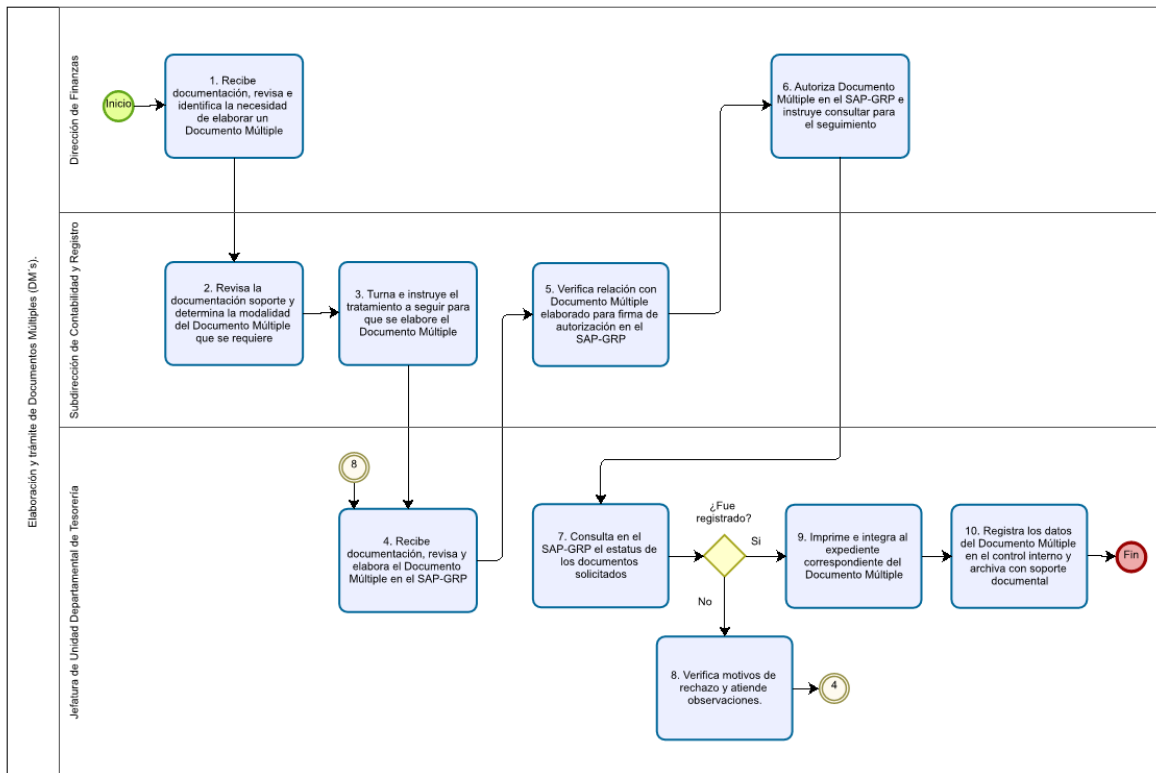 Elaboración y trámite de Documentos Múltiples (DM´s).
Dirección de Finanzas
Inicio
1. Recibe
documentación, revisa e
identifica la necesidad
de elaborar un
Documento Múltiple
6. Autoriza Documento
Múltiple en el SAP-GRP e
instruye consultar para
el seguimiento
Subdirección de Contabilidad y Registro
2. Revisa la
documentación soporte y
determina la modalidad
del Documento Múltiple
que se requiere
3. Turna e instruye el
tratamiento a seguir para
que se elabore el
Documento Múltiple
5. Verifica relación con
Documento Múltiple
elaborado para firma de
autorización en el
SAP-GRP
Jefatura de Unidad Departamental de Tesorería
8
4. Recibe
documentación, revisa y
elabora el Documento
Múltiple en el SAP-GRP
7. Consulta en el
SAP-GRP el estatus de
los documentos
solicitados
¿Fue
registrado?
Si
No
9. Imprime e integra al
expediente
correspondiente del
Documento Múltiple
10. Registra los datos
del Documento Múltiple
en el control interno y
archiva con soporte
documental
Fin
8. Verifica motivos de
rechazo y atiende
observaciones.
4